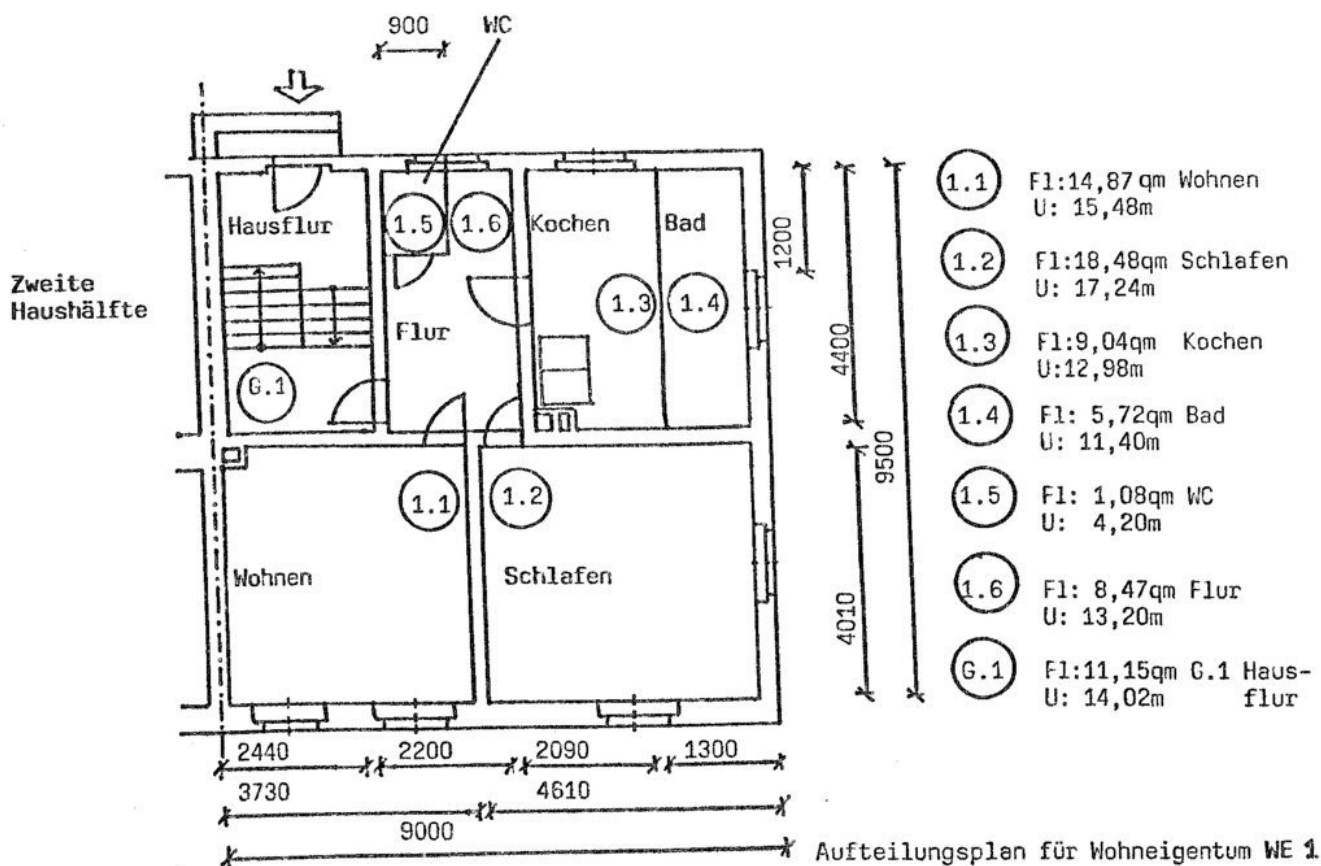 900
WC
Hausflur
1.5
1.6
Kochen
Bad
Zweite
Haushälfte
Flur
1.3
1.4
G.1
1.1
1.2
Wohnen
Schlafen
1200
4400
4010
9500
2440
2200
2090
1300
3730
4610
9000
1.1 Fl:14,87qm Wohnen
U: 15,48m
1.2 Fl:18,48qm Schlafen
U: 17,24m
1.3 Fl:9,04qm Kochen
U:12,98m
1.4 Fl: 5,72qm Bad
U: 11,40m
1.5 Fl: 1,08qm WC
U: 4,20m
1.6 Fl: 8,47qm Flur
U: 13,20m
G.1 Fl:11,15qm G.1 Haus-
U: 14,02m flur
Aufteilungsplan für Wohneigentum WE 1